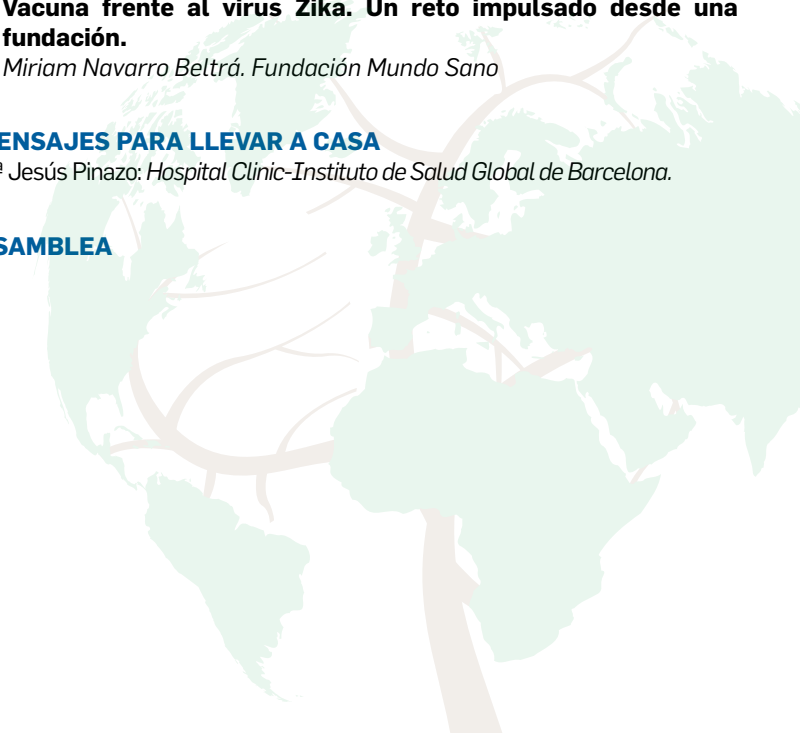 Vacuna frente al virus Zika. Un reto impulsado desde una
fundación.
Miriam Navarro Beltrá. Fundación Mundo Sano
ENSAJES PARA LLEVAR A CASA
ª Jesús Pinazo: Hospital Clinic-Instituto de Salud Global de Barcelona.
SAMBLEA